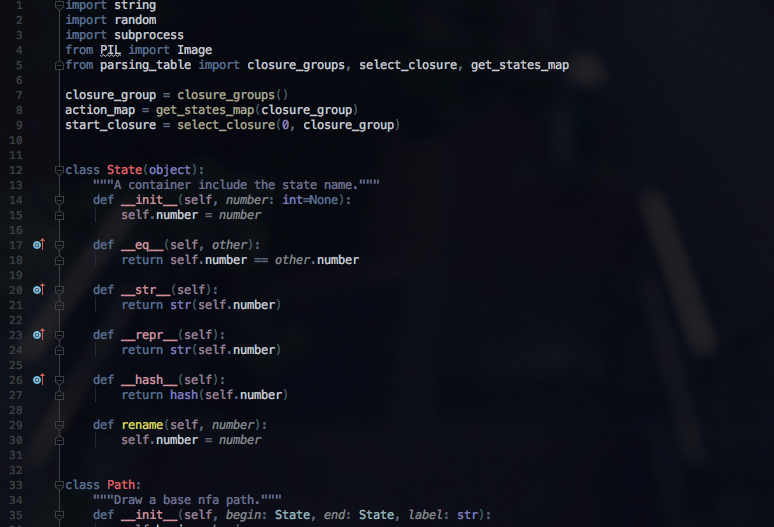 1 import string
2 import random
3 import subprocess
4 from PIL import Image
5 from parsing_table import closure_groups, select_closure, get_states_map
6
7 closure_group = closure_groups()
8 action_map = get_states_map(closure_group)
9 start_closure = select_closure(0, closure_group)
10
11
12 class State(object):
13 """A container include the state name."""
14 def __init__(self, number: int=None):
15 self.number = number
16
17 def __eq__(self, other):
18 return self.number == other.number
19
20 def __str__(self):
21 return str(self.number)
22
23 def __repr__(self):
24 return str(self.number)
25
26 def __hash__(self):
27 return hash(self.number)
28
29 def rename(self, number):
30 self.number = number
31
32
33 class Path:
34 """Draw a base nfa path."""
35 def __init__(self, begin: State, end: State, label: str):